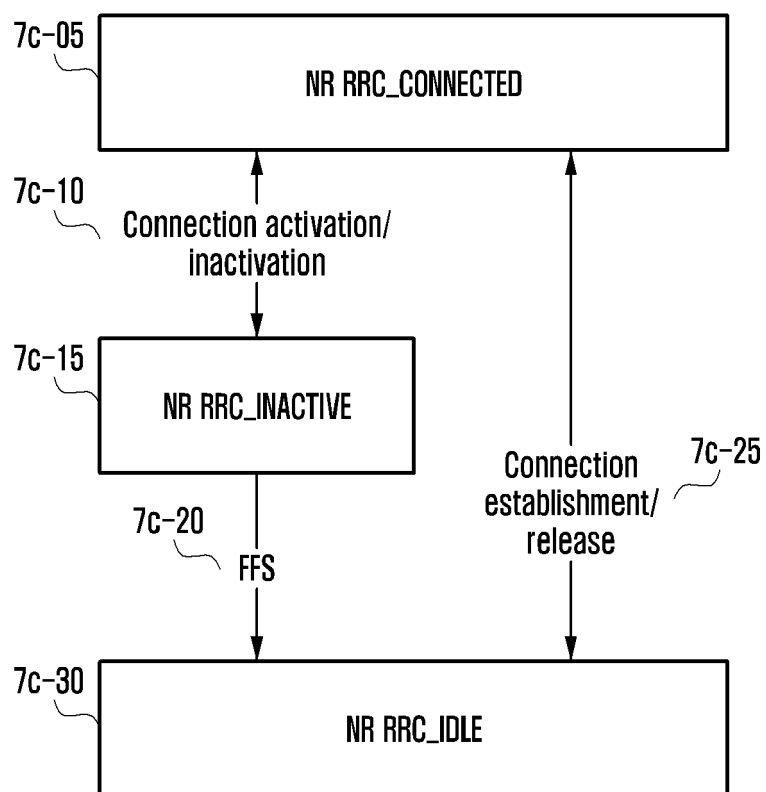 7c-05
NR RRC_CONNECTED
7c-10
Connection activation/
inactivation
7c-15
NR RRC_INACTIVE
7c-25
Connection
establishment/
release
7c-20
FFS
7c-30
NR RRC_IDLE